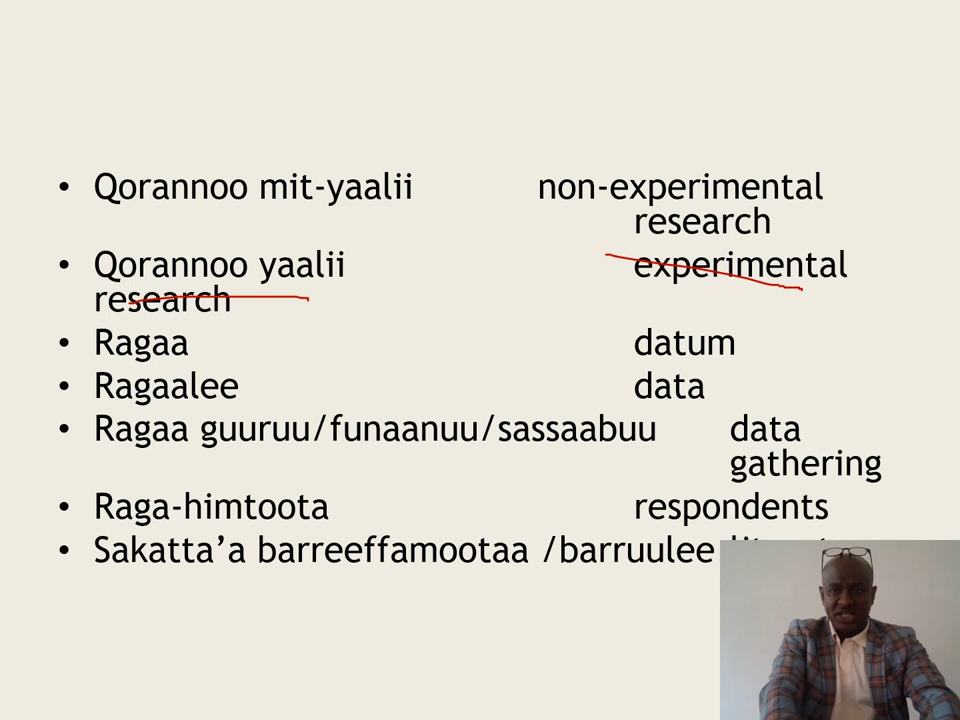 • Qorannoo mit-yaalii non-experimental
research
• Qorannoo yaalii experimental
research
• Ragaa datum
• Ragaalee data
• Ragaa guuruu/funaanuu/sassaabuu data
gathering
• Raga-himtoota respondents
• Sakatta’a barreeffamootaa /barruulee